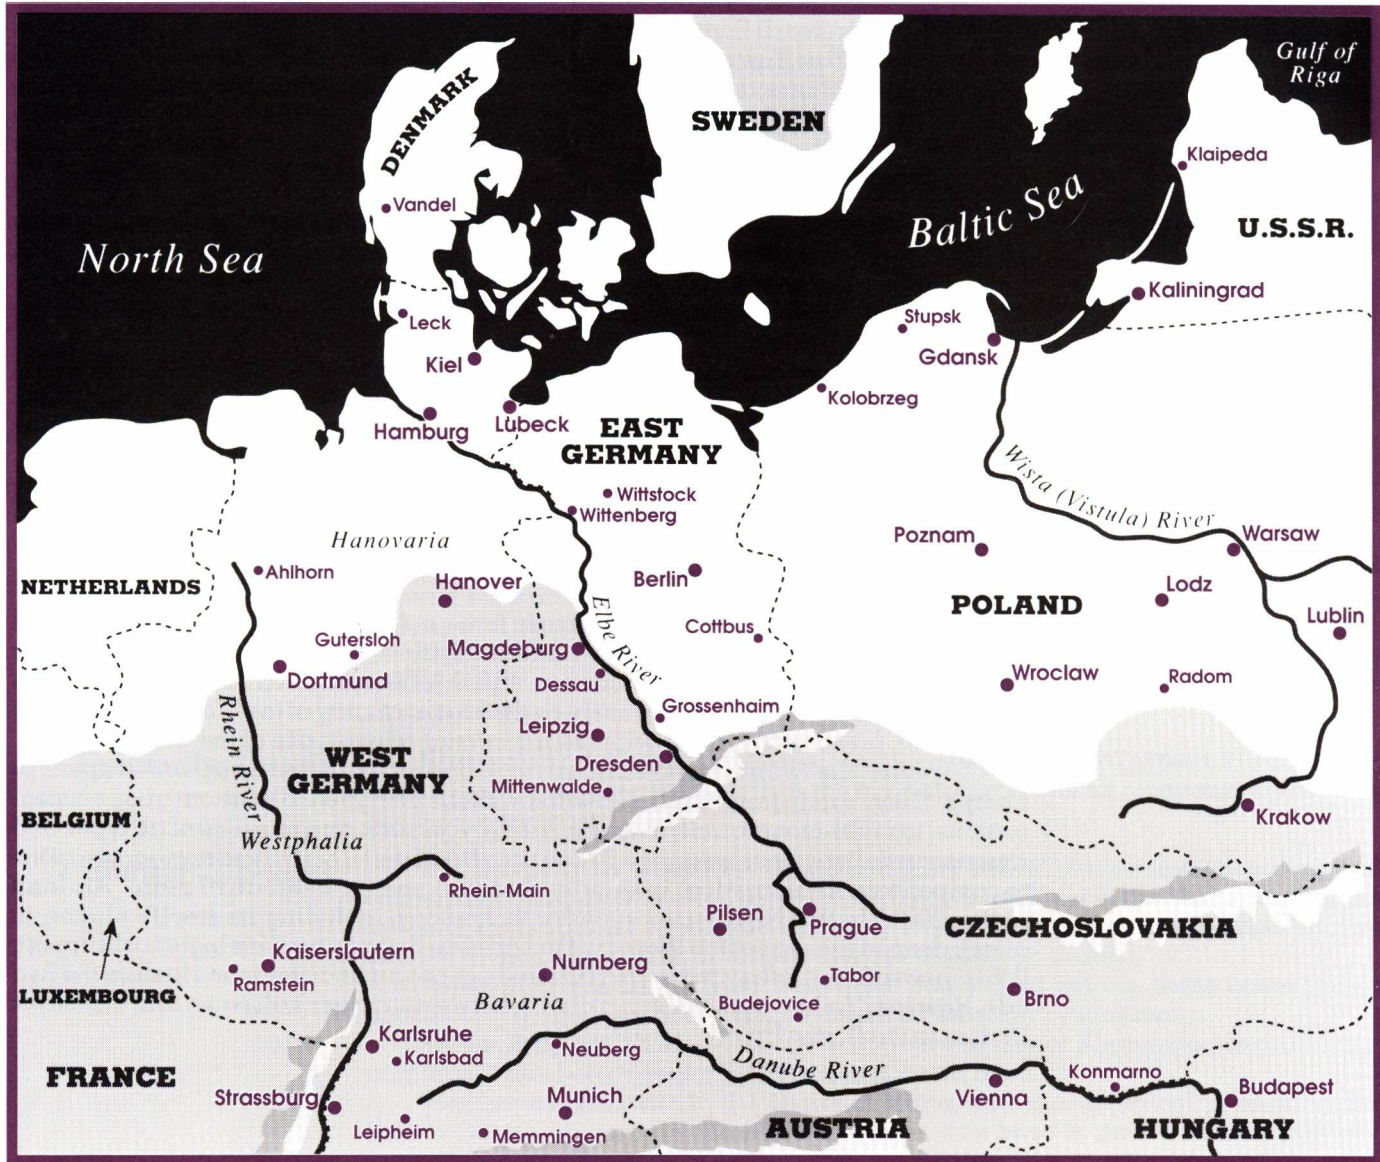 Gulf of
Riga
DENMARK
SWEDEN
Klaipeda
Vandel
Baltic Sea
U.S.S.R.
North Sea
Kaliningrad
Leck
Stupsk
Gdansk
Kiel
Kolobrzeg
Hamburg
Lubeck
EAST
GERMANY
Wista (Vistula) River
Wittstock
Wittenberg
Hanovaria
Poznam
Warsaw
Ahlhorn
NETHERLANDS
Hanover
Berlin
Elbe River
POLAND
Lodz
Lublin
Gutersloh
Magdeburg
Cottbus
Dortmund
Dessau
Wroclaw
Radom
Rhein River
Leipzig
Grossenhaim
WEST
GERMANY
Dresden
Mittenwalde
BELGIUM
Krakow
Westphalia
Rhein-Main
Pilsen
Prague
CZECHOSLOVAKIA
Kaiserslautern
Ramstein
Nurnberg
Tabor
LUXEMBOURG
Bavaria
Budejovice
Brno
Karlsruhe
Karlsbad
Neuberg
Danube River
FRANCE
Konmarno
Strassburg
Munich
Vienna
Budapest
Leipheim
Memmingen
AUSTRIA
HUNGARY